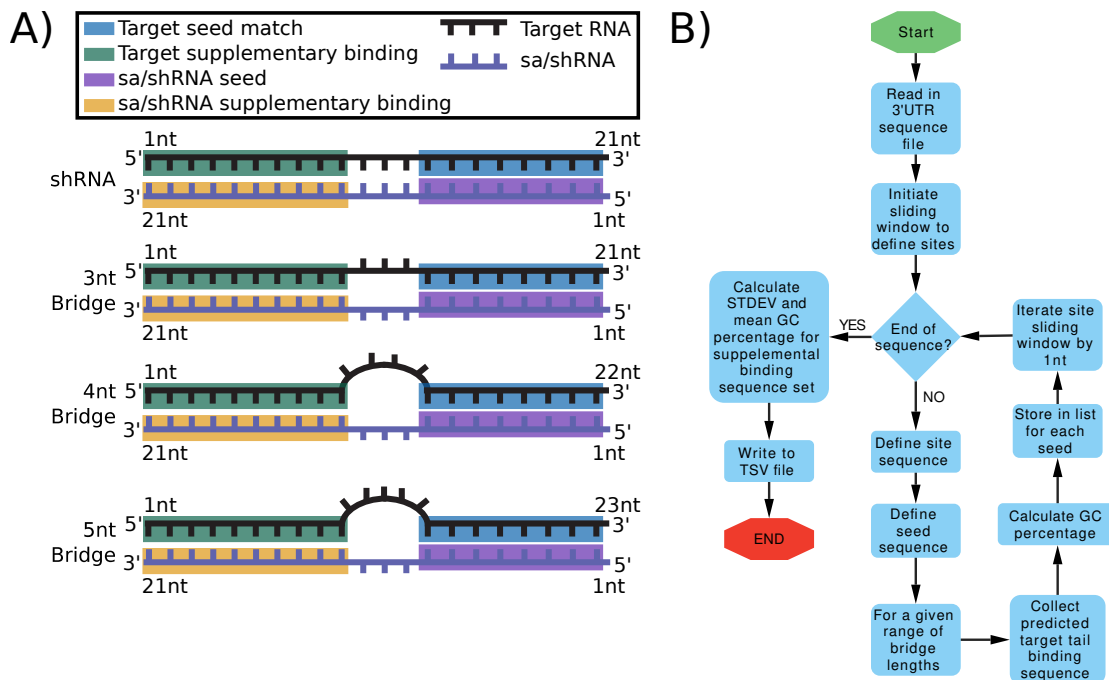 A)
Target seed match
Target supplementary binding
sa/shRNA seed
sa/shRNA supplementary binding
Target RNA
sa/shRNA
1nt
21nt
5'
3'
shRNA
3'
5'
21nt
1nt
1nt
21nt
3nt
Bridge
5'
3'
3'
5'
21nt
1nt
1nt
22nt
4nt
Bridge
5'
3'
3'
5'
21nt
1nt
1nt
23nt
5nt
Bridge
5'
3'
3'
5'
21nt
1nt
B)
Start
Read in
3'UTR
sequence
file
Initiate
sliding
window to
define sites
End of
sequence?
YES
Calculate
STDEV and
mean GC
percentage for
suppelemental
binding
sequence set
Write to
TSV file
END
NO
Define site
sequence
Define
seed
sequence
For a given
range of
bridge
lengths
Collect
predicted
target tail
binding
sequence
Calculate GC
percentage
Store in list
for each
seed
Iterate site
sliding
window by
1nt